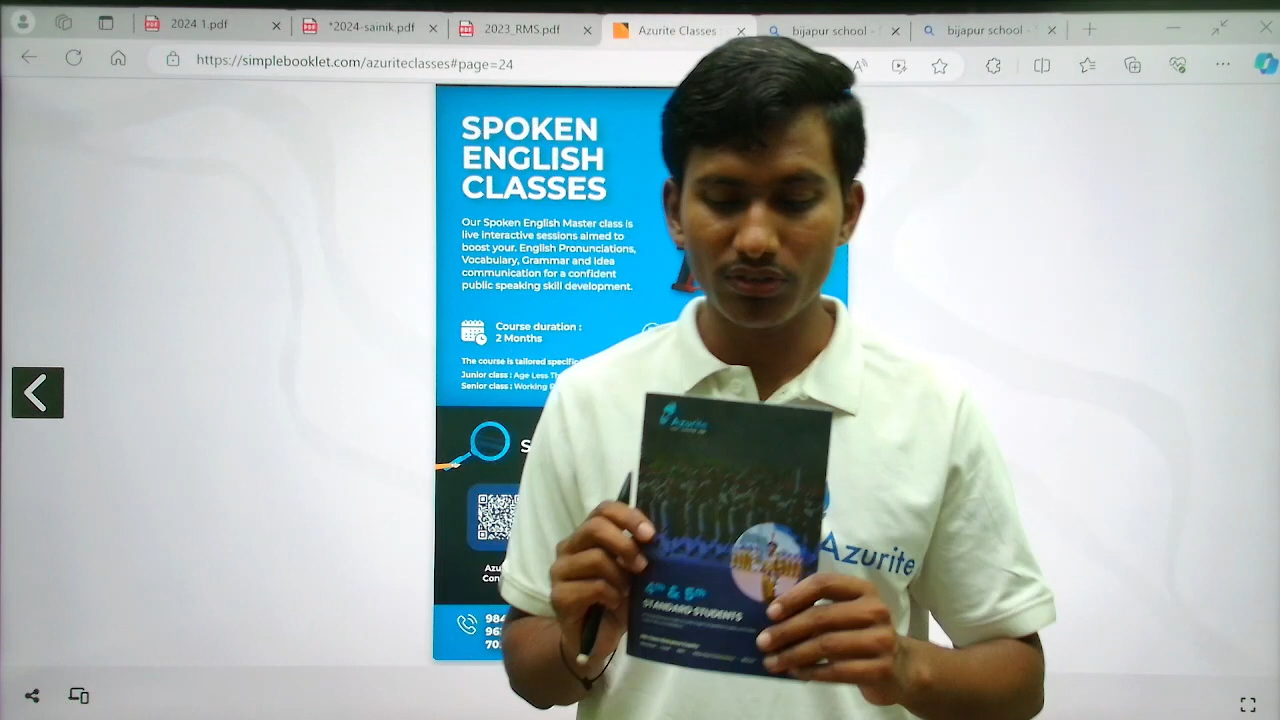 2024 1.pdf
*2024-sainik.pdf
2023_RMS.pdf
Azurite Classes
bijapur school -
bijapur school -
https://simplebooklet.com/azuriteclasses#page=24
SPOKEN
ENGLISH
CLASSES
Our Spoken English Master class is
live interactive sessions aimed to
boost your. English Pronunciations,
Vocabulary, Grammar and idea
communication for a confident
public speaking skill development.
Course duration :
2 Months
The course is tailored
Junior class : Age Less
Senior class : Working
S
Azurite
4th & 5th
STANDARD STUDENTS
Azurite
984
70